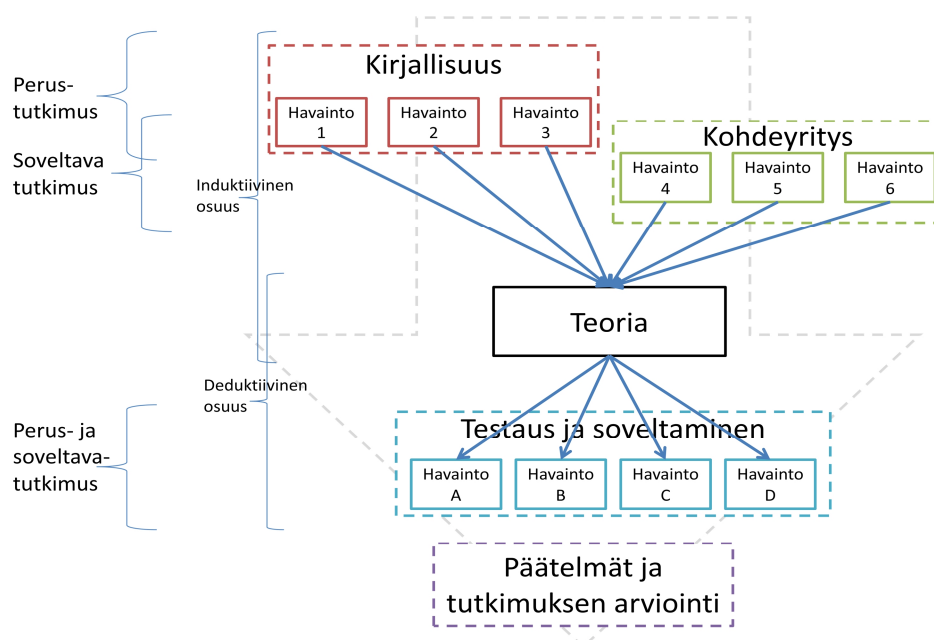 Perus-
tutkimus
Soveltava
tutkimus
Induktiivinen
osuus
Kirjallisuus
Havainto
1
Havainto
2
Havainto
3
Kohdeyritys
Havainto
4
Havainto
5
Havainto
6
Teoria
Deduktiivinen
osuus
Perus- ja
soveltava-
tutkimus
Testaus ja soveltaminen
Havainto
A
Havainto
B
Havainto
C
Havainto
D
Päätelmät ja
tutkimuksen arviointi